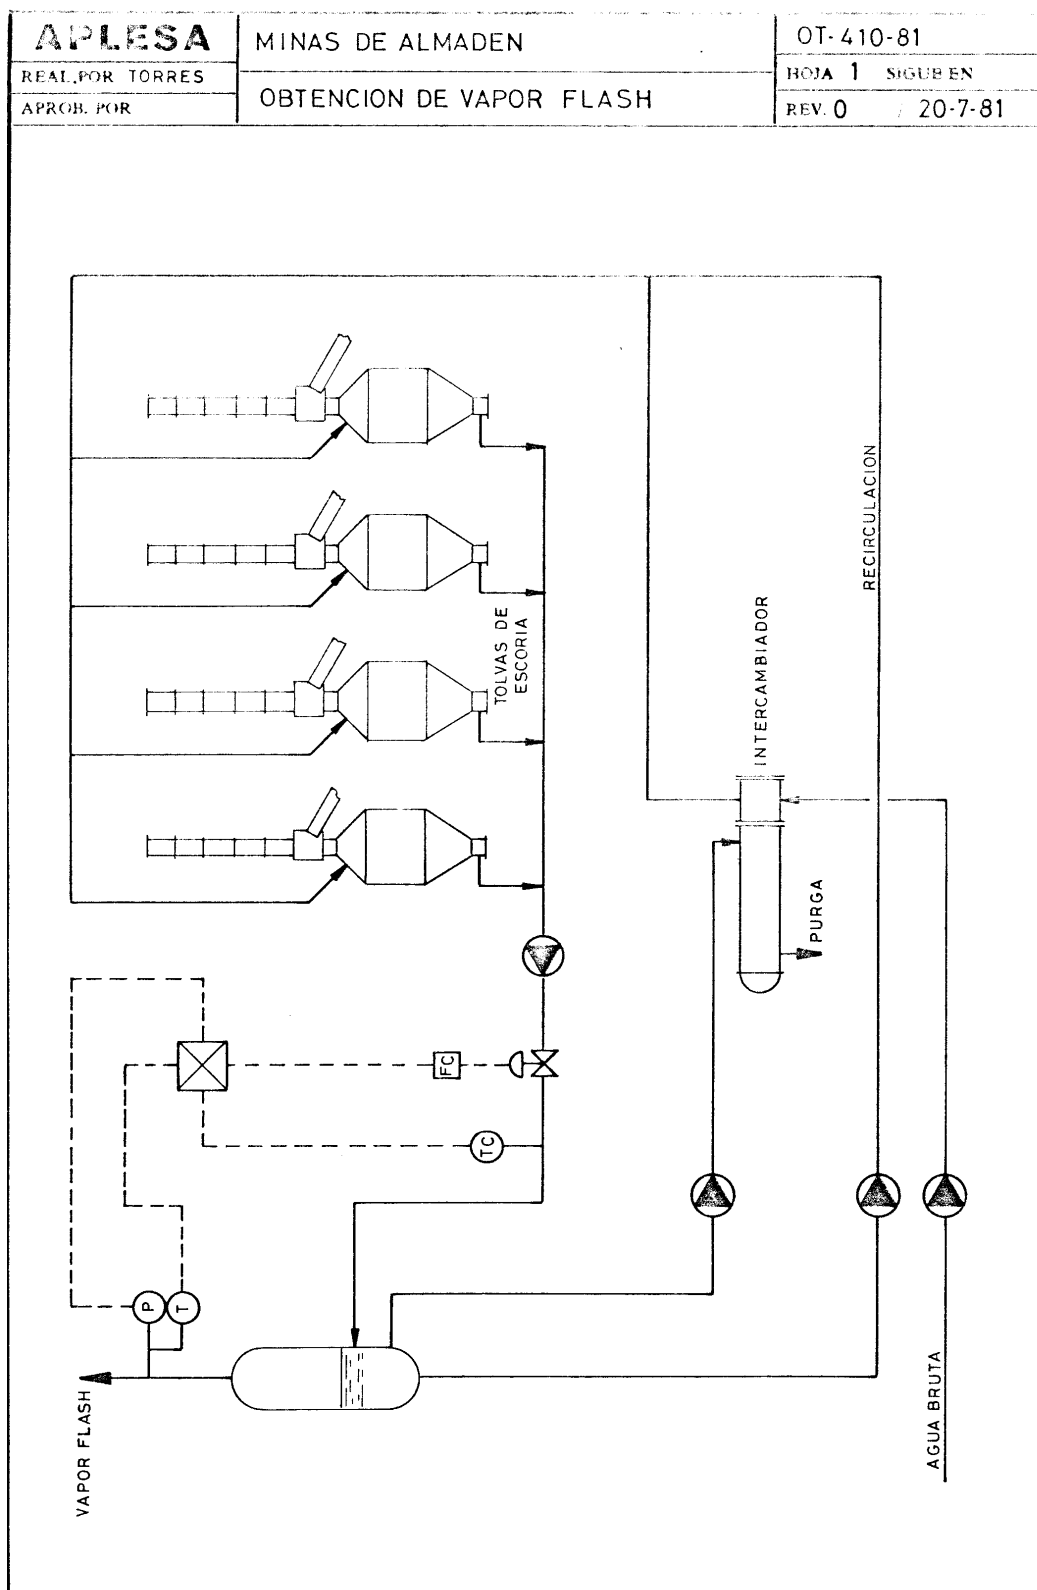 APLESA
REAL.POR TORRES
APROB. POR
MINAS DE ALMADEN
OBTENCION DE VAPOR FLASH
OT-410-81
HOJA 1 SIGUE EN
REV. 0 20-7-81
TOLVAS DE
ESCORIA
RECIRCULACION
INTERCAMBIADOR
PURGA
FC
TC
P
T
VAPOR FLASH
AGUA BRUTA